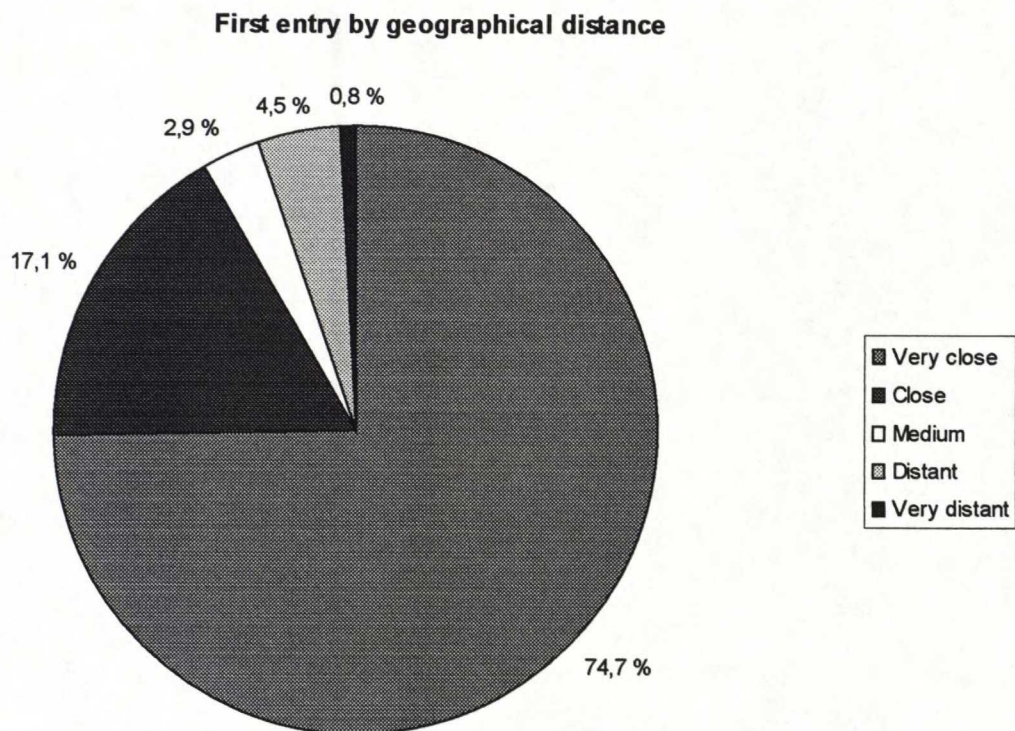 First entry by geographical distance
4,5 %
0,8 %
2,9 %
17,1 %
74,7 %
Very close
Close
Medium
Distant
Very distant